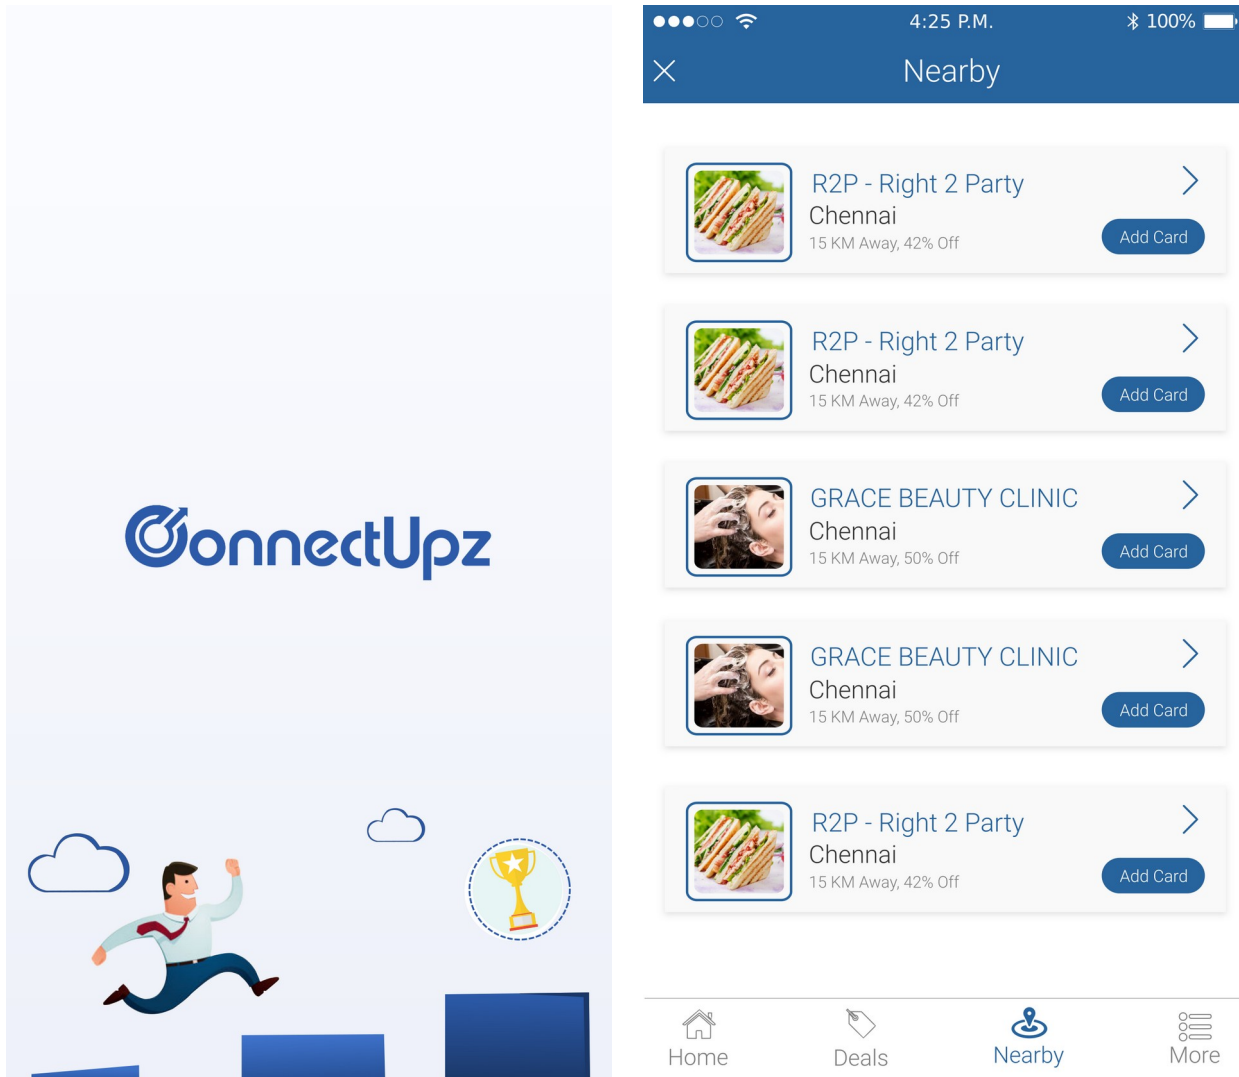 ConnectUpz
4:25 P.M.
100%
Nearby
R2P - Right 2 Party
Chennai
15 KM Away, 42% Off
Add Card
R2P - Right 2 Party
Chennai
15 KM Away, 42% Off
Add Card
GRACE BEAUTY CLINIC
Chennai
15 KM Away, 50% Off
Add Card
GRACE BEAUTY CLINIC
Chennai
15 KM Away, 50% Off
Add Card
R2P - Right 2 Party
Chennai
15 KM Away, 42% Off
Add Card
Home
Deals
Nearby
More